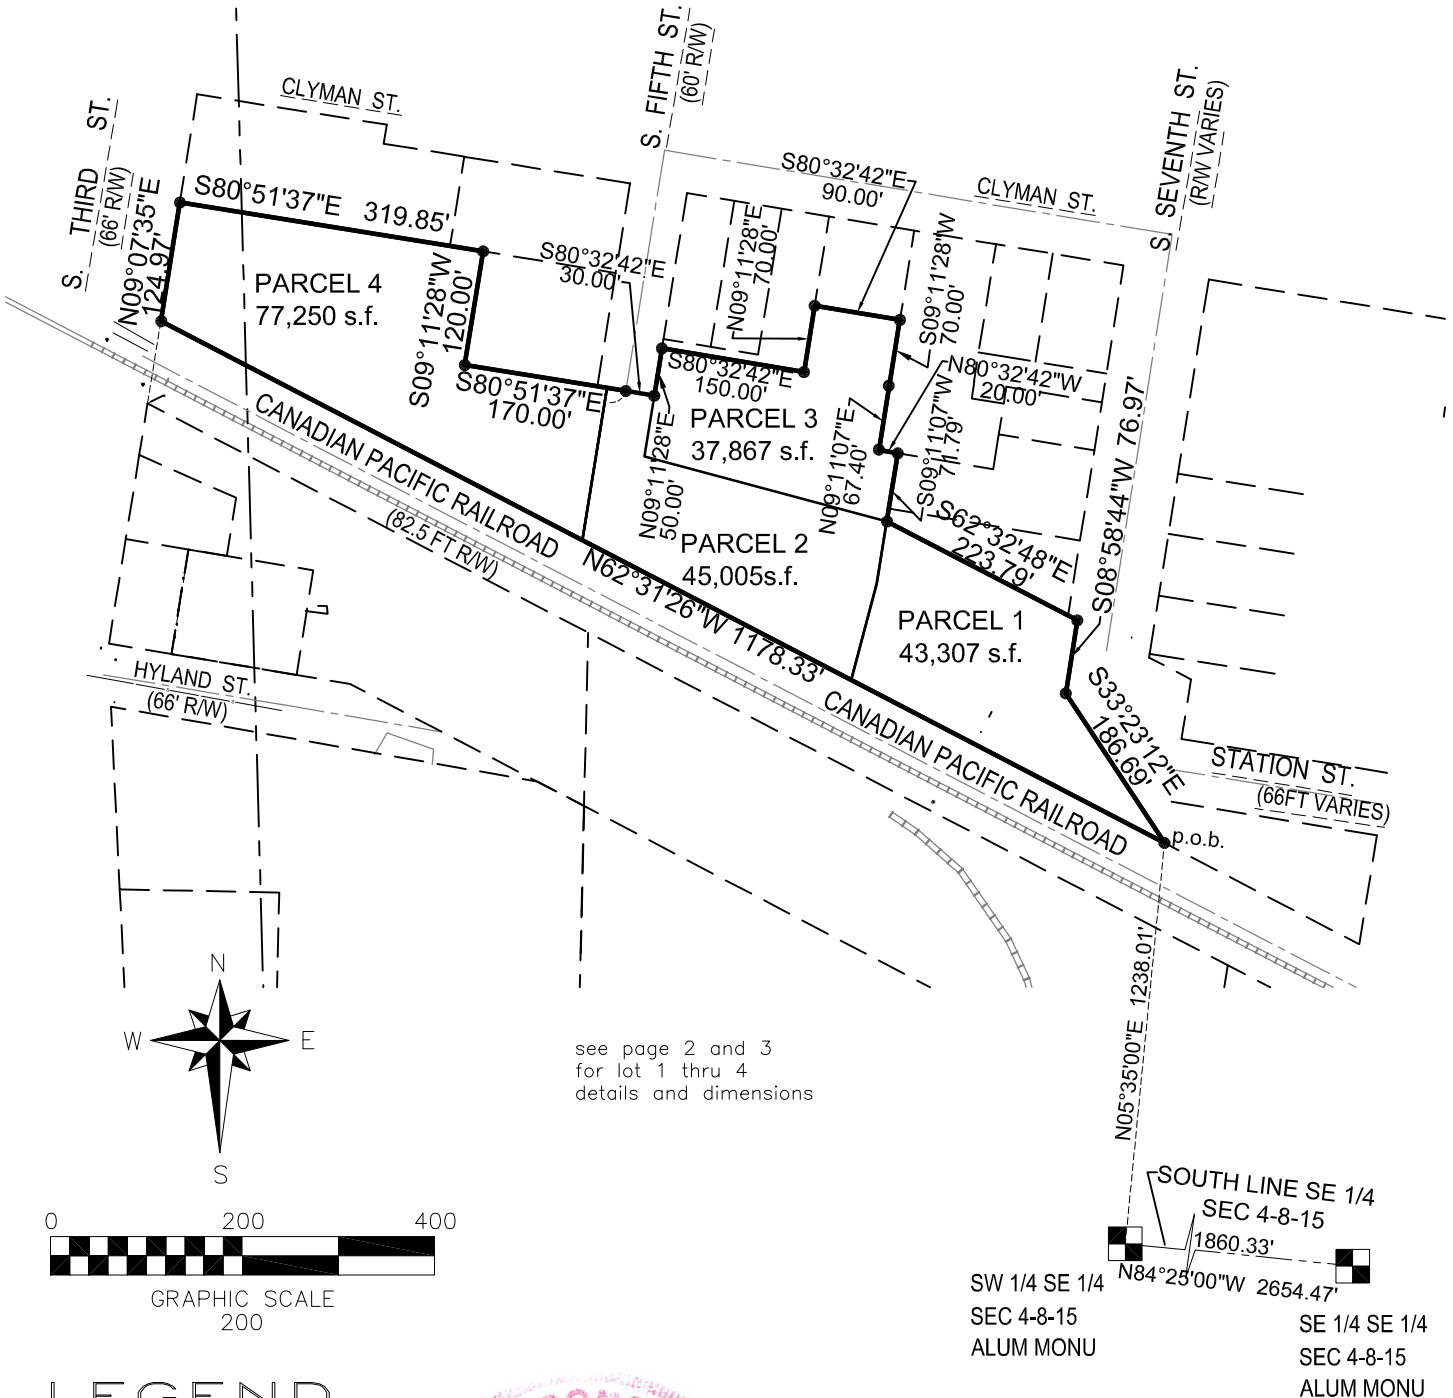 CLYMAN ST.
S. THIRD ST.
(66' R/W)
S. FIFTH ST.
(60' R/W)
S. SEVENTH ST.
(R/W VARIES)
CLYMAN ST.
S80°32'42"E
90.00'
S80°51'37"E 319.85'
N09°07'35"E
124.97'
PARCEL 4
77,250 s.f.
S09°11'28"W
120.00'
S80°32'42"E
30.00'
N09°11'28"E
70.00'
S09°11'28"W
70.00'
S80°51'37"E
170.00'
S80°32'42"E
150.00'
N80°32'42"W
20.00'
PARCEL 3
37,867 s.f.
N09°11'28"E
50.00'
N09°11'07"E
67.40'
S09°11'07"W
71.79'
S08°58'44"W 76.97'
S62°32'48"E
223.79'
CANADIAN PACIFIC RAILROAD
(82.5 FT R/W)
PARCEL 2
45,005s.f.
N62°31'26"W 1178.33'
PARCEL 1
43,307 s.f.
S33°23'12"E
186.69'
CANADIAN PACIFIC RAILROAD
HYLAND ST.
(66' R/W)
STATION ST.
(66FT VARIES)
p.o.b.
N05°35'00"E 1238.01'
N
W E
S
see page 2 and 3
for lot 1 thru 4
details and dimensions
0 200 400
GRAPHIC SCALE
200
SOUTH LINE SE 1/4
SEC 4-8-15
1860.33'
N84°25'00"W 2654.47'
SW 1/4 SE 1/4
SEC 4-8-15
ALUM MONU
SE 1/4 SE 1/4
SEC 4-8-15
ALUM MONU
LEGEND